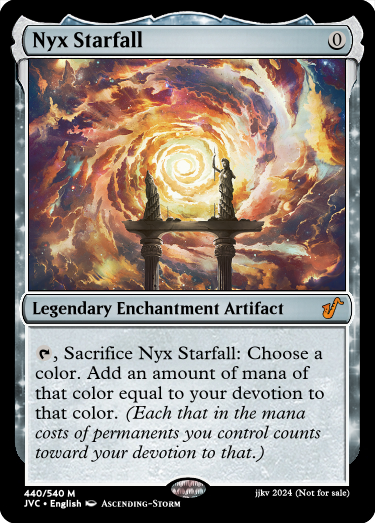 Nyx Starfall 0
Legendary Enchantment Artifact
, Sacrifice Nyx Starfall: Choose a
color. Add an amount of mana of
that color equal to your devotion to
that color. (Each that in the mana
costs of permanents you control counts
toward your devotion to that.)
440/540 M
JVC • English Ascending-Storm
jjkv 2024 (Not for sale)